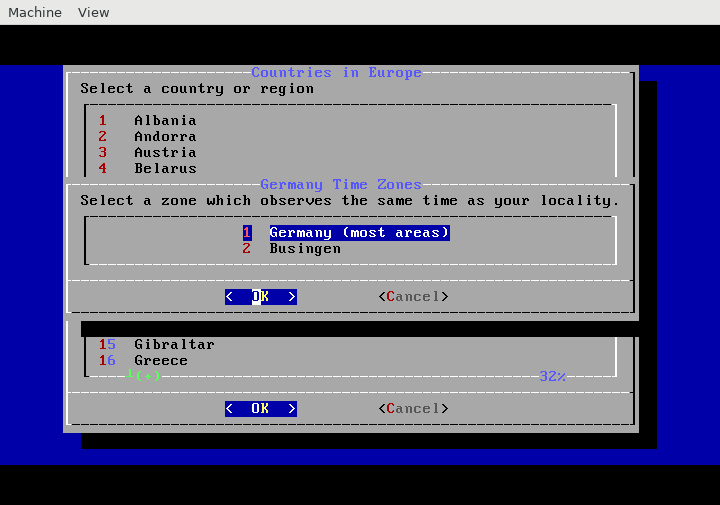 Machine View
Countries in Europe
Select a country or region
1 Albania
2 Andorra
3 Austria
4 Belarus
Germany Time Zones
Select a zone which observes the same time as your locality.
1 Germany (most areas)
2 Busingen
< OK > <Cancel>
15 Gibraltar
16 Greece
↓(+) 32%
< OK > <Cancel>